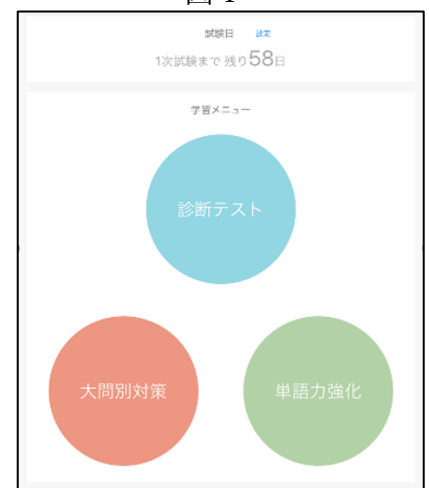 試験日 設定
1次試験まで 残り58日
学習メニュー
診断テスト
大問別対策
単語力強化